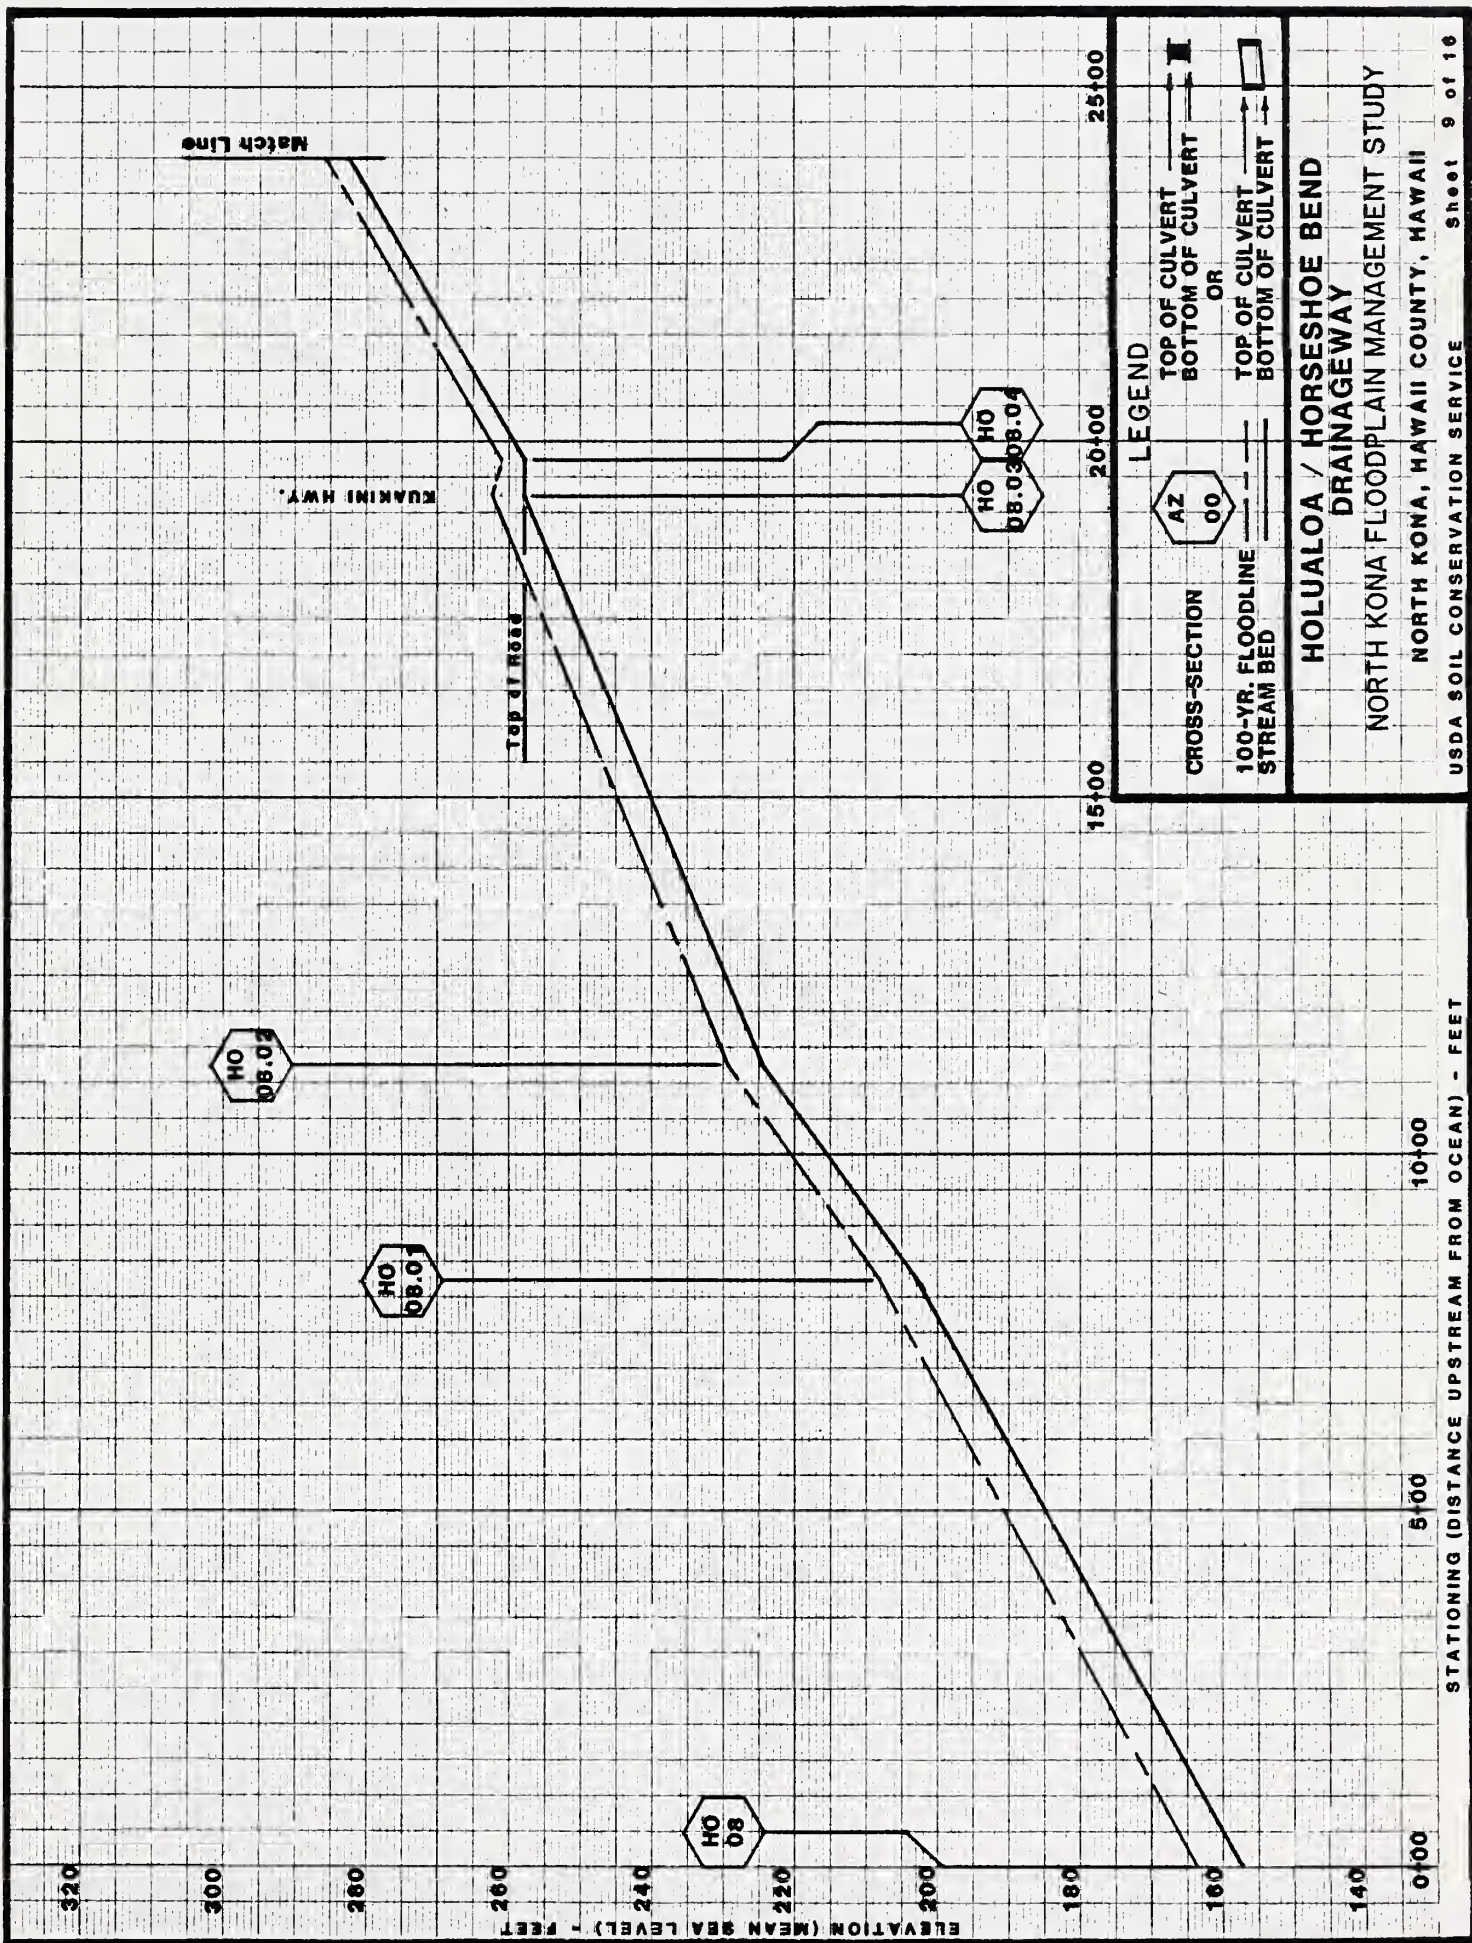 320
300
280
260
240
220
200
180
160
140
ELEVATION (MEAN SEA LEVEL) - FEET
0+00
5+00
10+00
15+00
20+00
25+00
STATIONING (DISTANCE UPSTREAM FROM OCEAN) - FEET
HO
08
HO
08.01
HO
08.02
HO
08.03
HO
08.04
Top of Road
KUAKINI HWY.
Match Line
LEGEND
CROSS-SECTION
AZ
00
100-YR. FLOODLINE
STREAM BED
TOP OF CULVERT
BOTTOM OF CULVERT
OR
TOP OF CULVERT
BOTTOM OF CULVERT
HOLUALOA / HORSESHOE BEND
DRAINAGEWAY
NORTH KONA FLOODPLAIN MANAGEMENT STUDY
NORTH KONA, HAWAII COUNTY, HAWAII
USDA SOIL CONSERVATION SERVICE Sheet 9 of 16